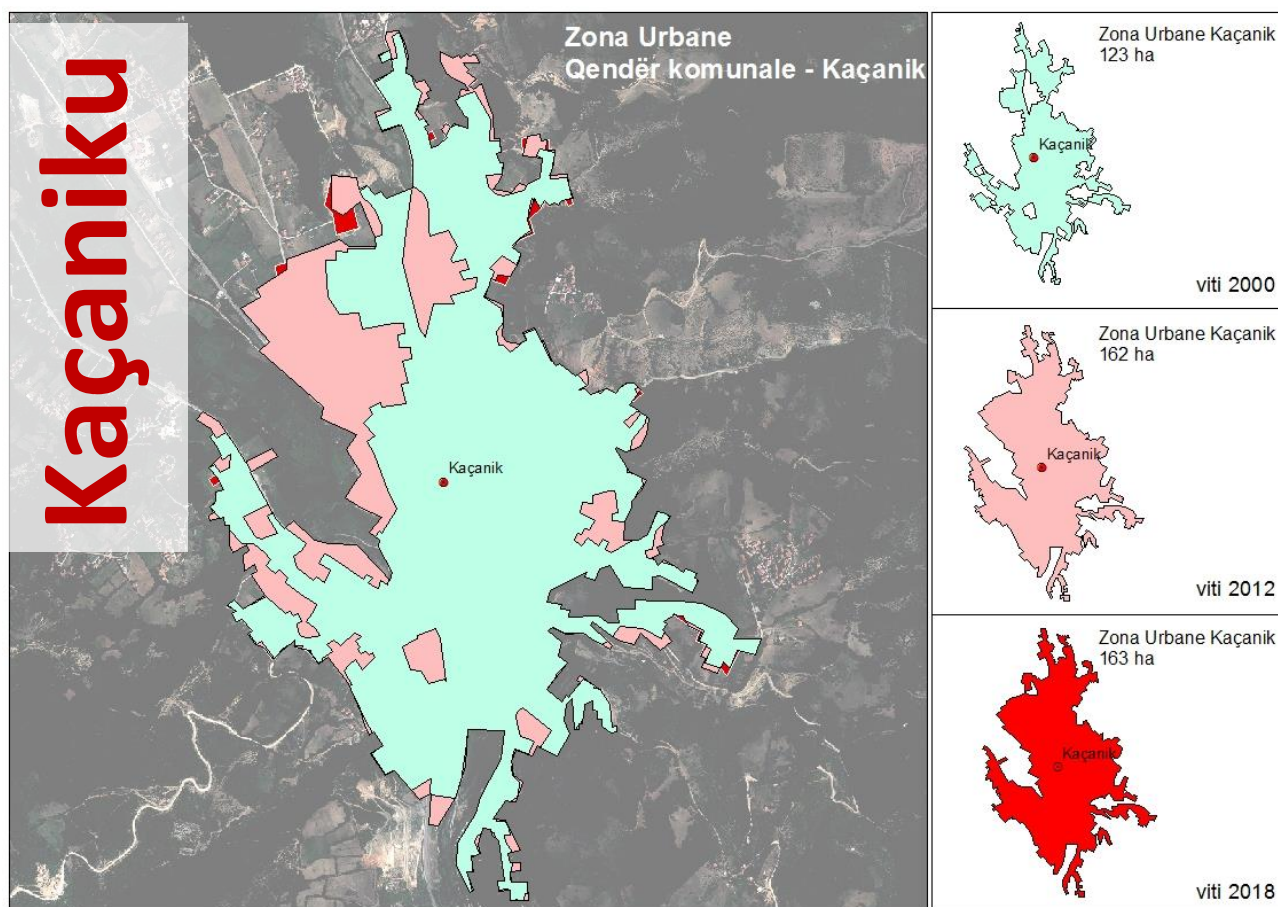 Kaçaniku
Zona Urbane
Qendër komunale - Kaçanik
Kaçanik
Zona Urbane Kaçanik
123 ha
Kaçanik
viti 2000
Zona Urbane Kaçanik
162 ha
Kaçanik
viti 2012
Zona Urbane Kaçanik
163 ha
Kaçanik
viti 2018